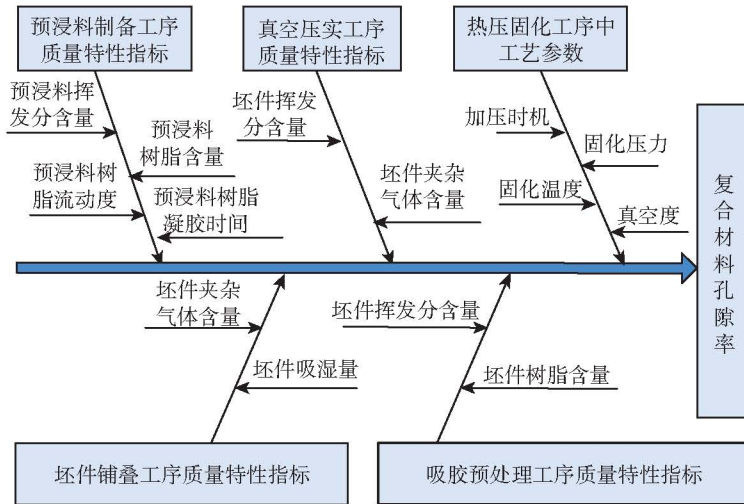 预浸料制备工序
质量特性指标
真空压实工序
质量特性指标
热压固化工序中
工艺参数
预浸料挥
发分含量
预浸料
树脂含量
预浸料树
脂流动度
预浸料树脂
凝胶时间
坯件挥发
分含量
坯件夹杂
气体含量
加压时机
固化压力
固化温度
真空度
复合材料孔隙率
坯件夹杂
气体含量
坯件吸湿量
坯件挥发分含量
坯件树脂含量
坯件铺叠工序质量特性指标
吸胶预处理工序质量特性指标